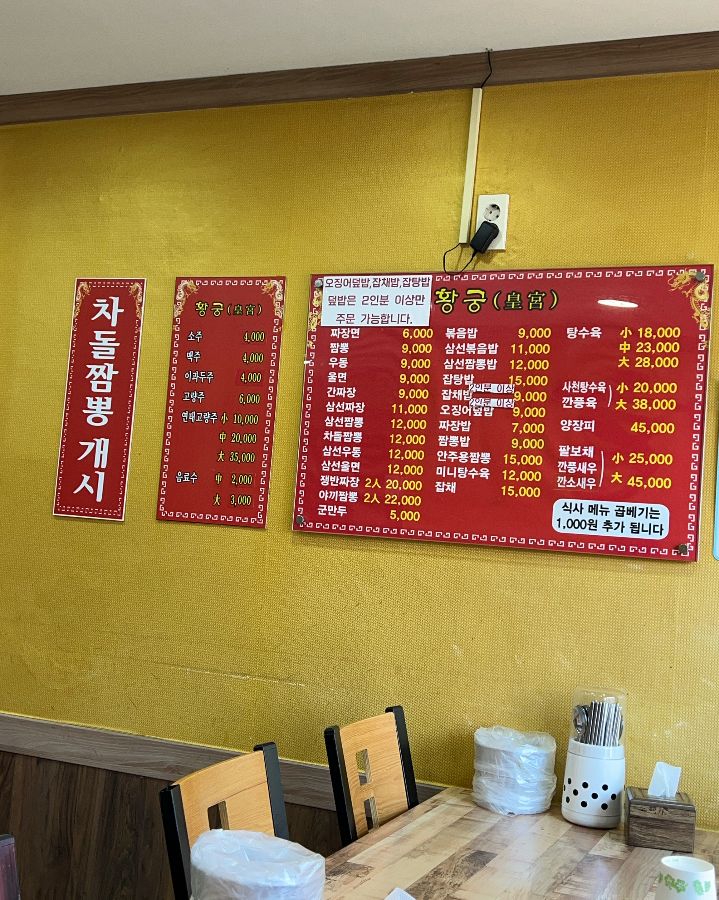 차돌짬뽕 개시
황궁 (皇宮)
소주 4,000
맥주 4,000
이과두주 4,000
고량주 6,000
연태고량주 小 10,000
中 20,000
大 35,000
음료수 中 2,000
大 3,000
오징어덮밥,잡채밥,잡탕밥
덮밥은 2인분 이상만
주문 가능합니다.
황궁 (皇宮)
짜장면 6,000
짬뽕 9,000
우동 9,000
울면 9,000
간짜장 9,000
삼선짜장 11,000
삼선짬뽕 12,000
차돌짬뽕 12,000
삼선우동 12,000
삼선울면 12,000
쟁반짜장 2人 20,000
야끼짬뽕 2人 22,000
군만두 5,000
볶음밥 9,000
삼선볶음밥 11,000
삼선짬뽕밥 12,000
잡탕밥 15,000
2인분 이상
잡채밥 9,000
2인분 이상
오징어덮밥 9,000
짜장밥 7,000
짬뽕밥 9,000
안주용짬뽕 15,000
미니탕수육 12,000
잡채 15,000
탕수육 小 18,000
中 23,000
大 28,000
사천탕수육 小 20,000
깐풍육 大 38,000
양장피 45,000
팔보채
깐풍새우 小 25,000
깐소새우 大 45,000
식사 메뉴 곱베기는
1,000원 추가 됩니다